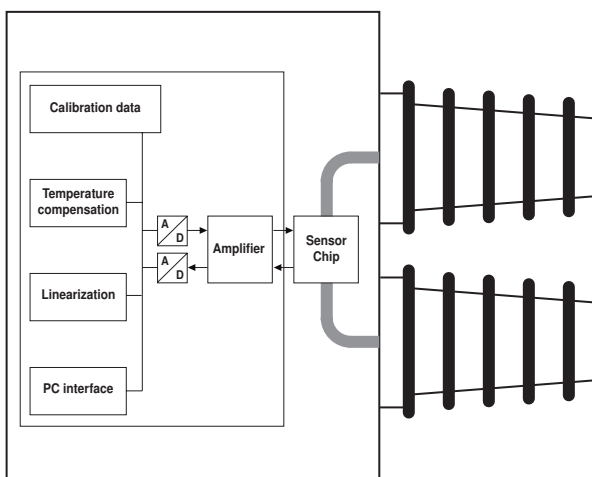 Calibration data
Temperature
compensation
A
D
Amplifier
Sensor
Chip
A
D
Linearization
PC interface